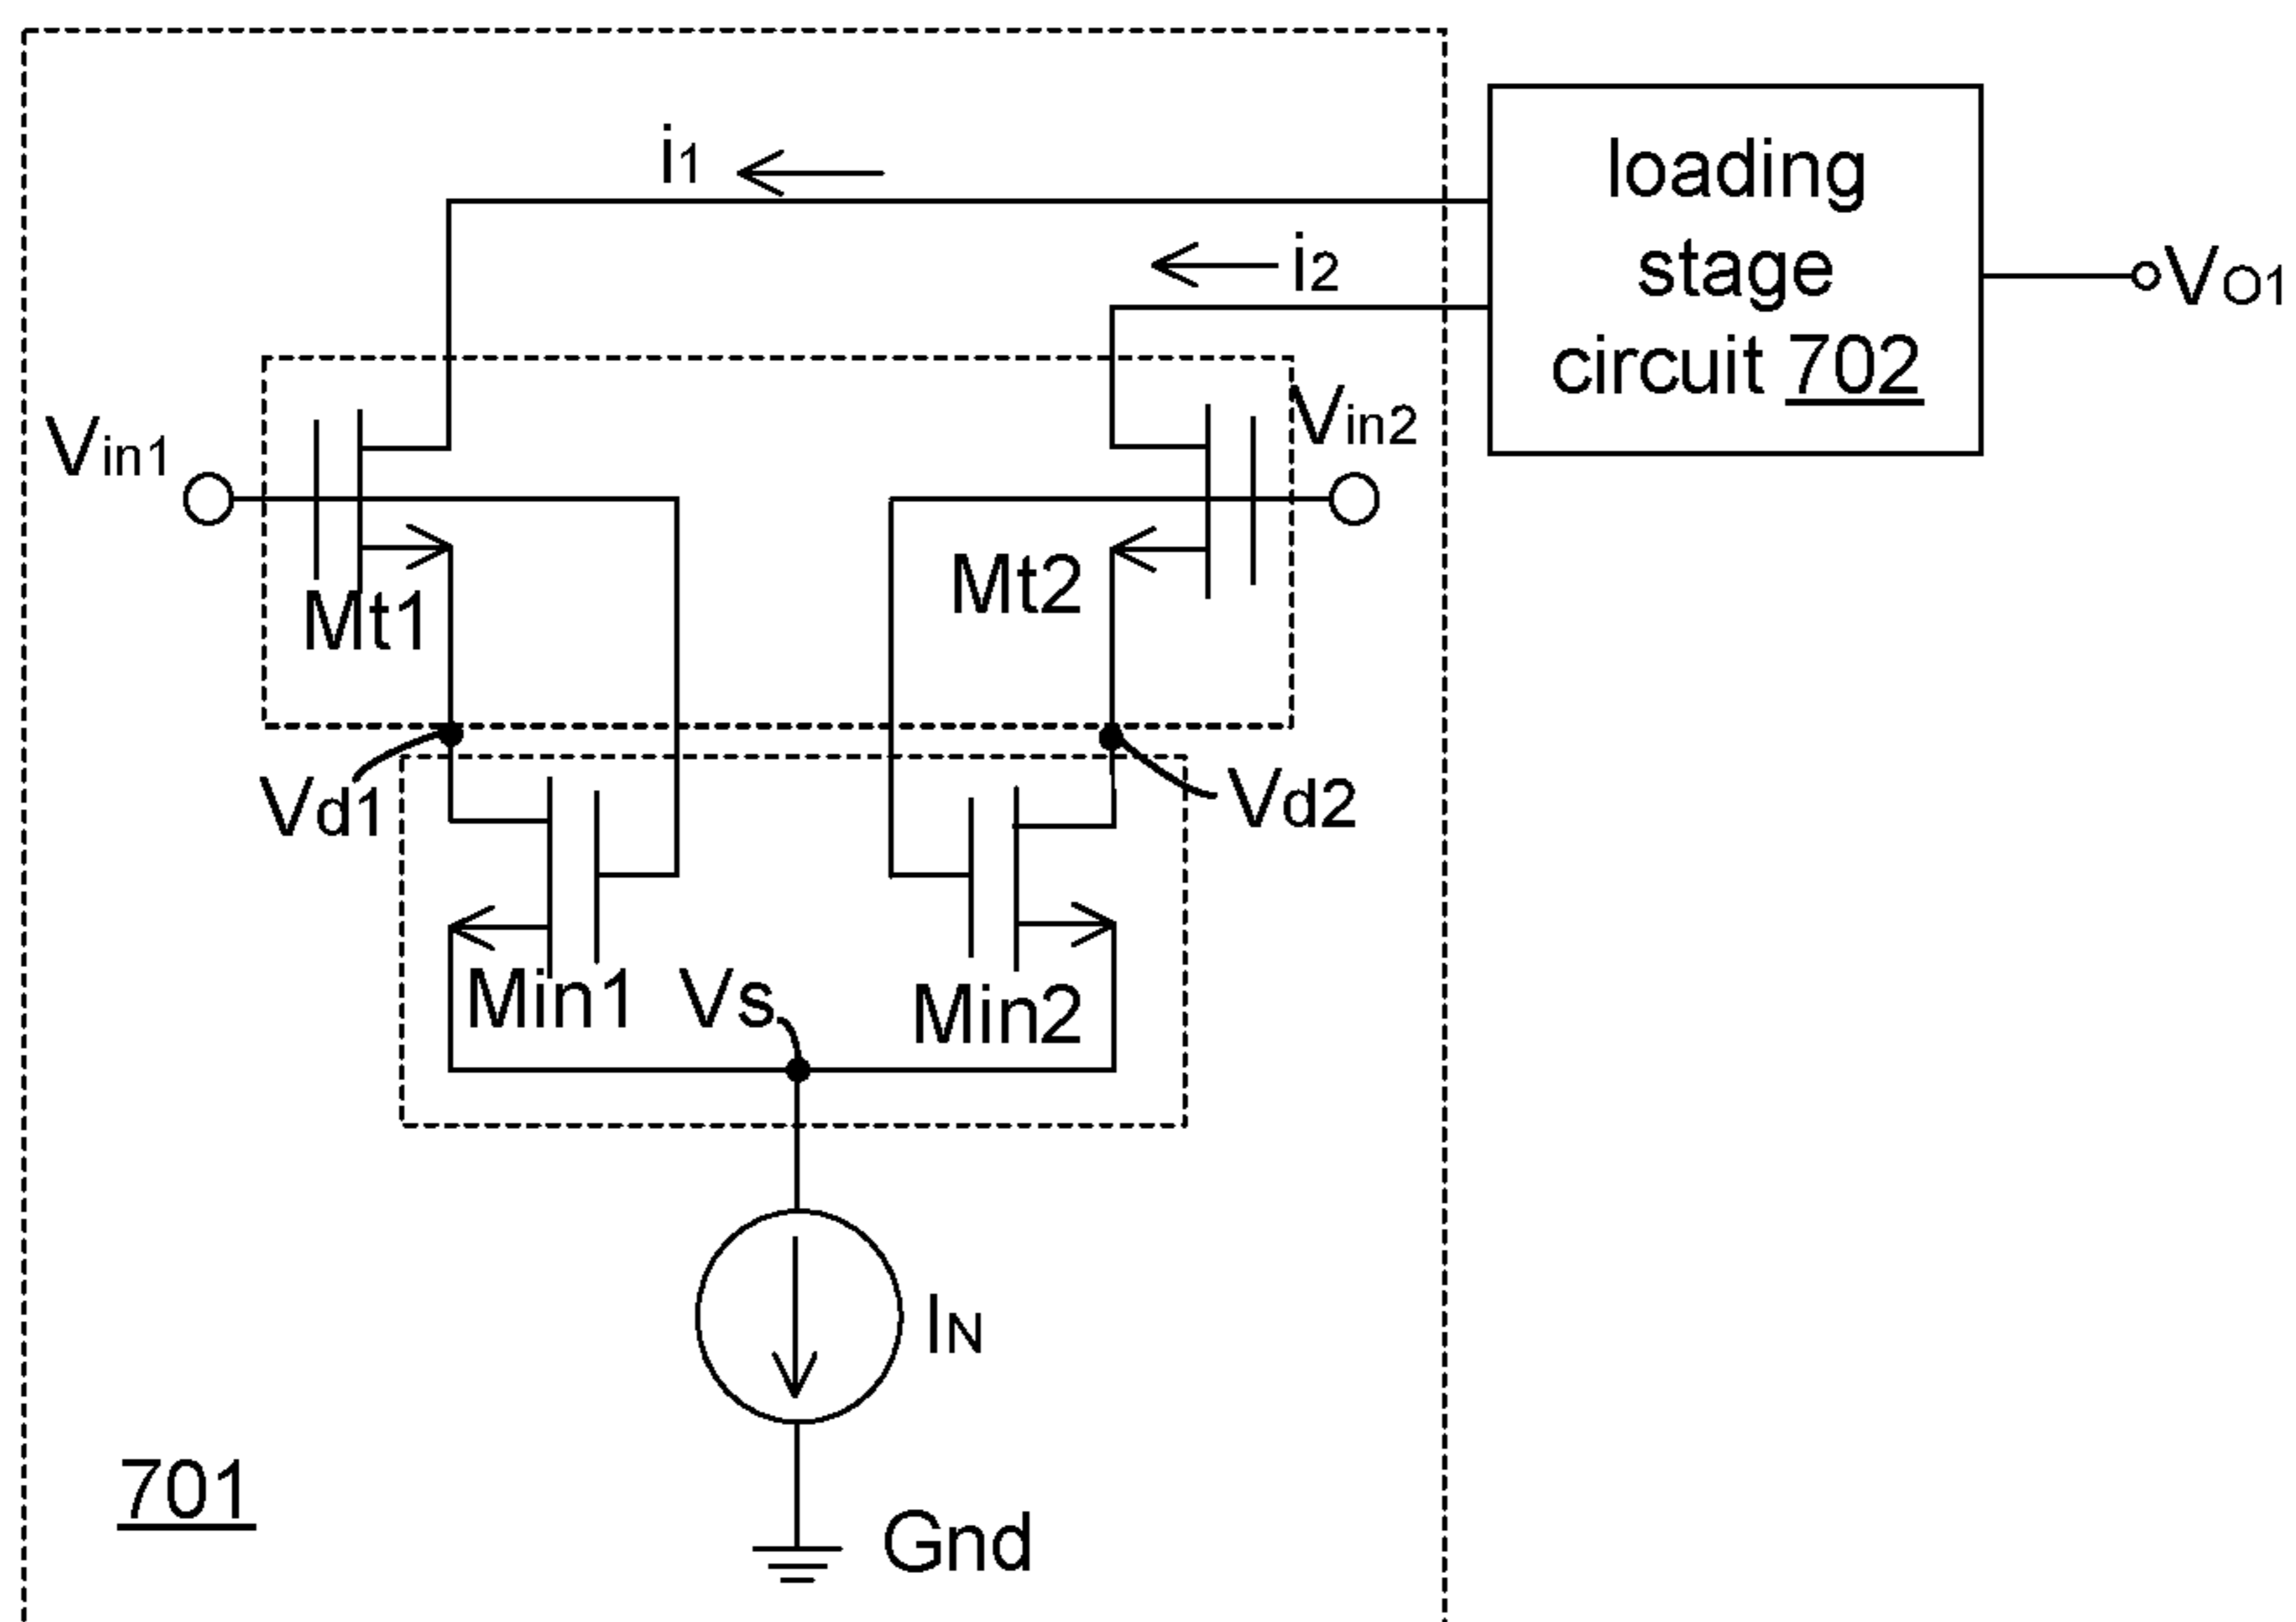 i1
loading
stage
circuit 702
i2
VO1
Vin1
Vin2
Mt1
Mt2
Vd1
Vd2
Min1
Vs
Min2
IN
701
Gnd